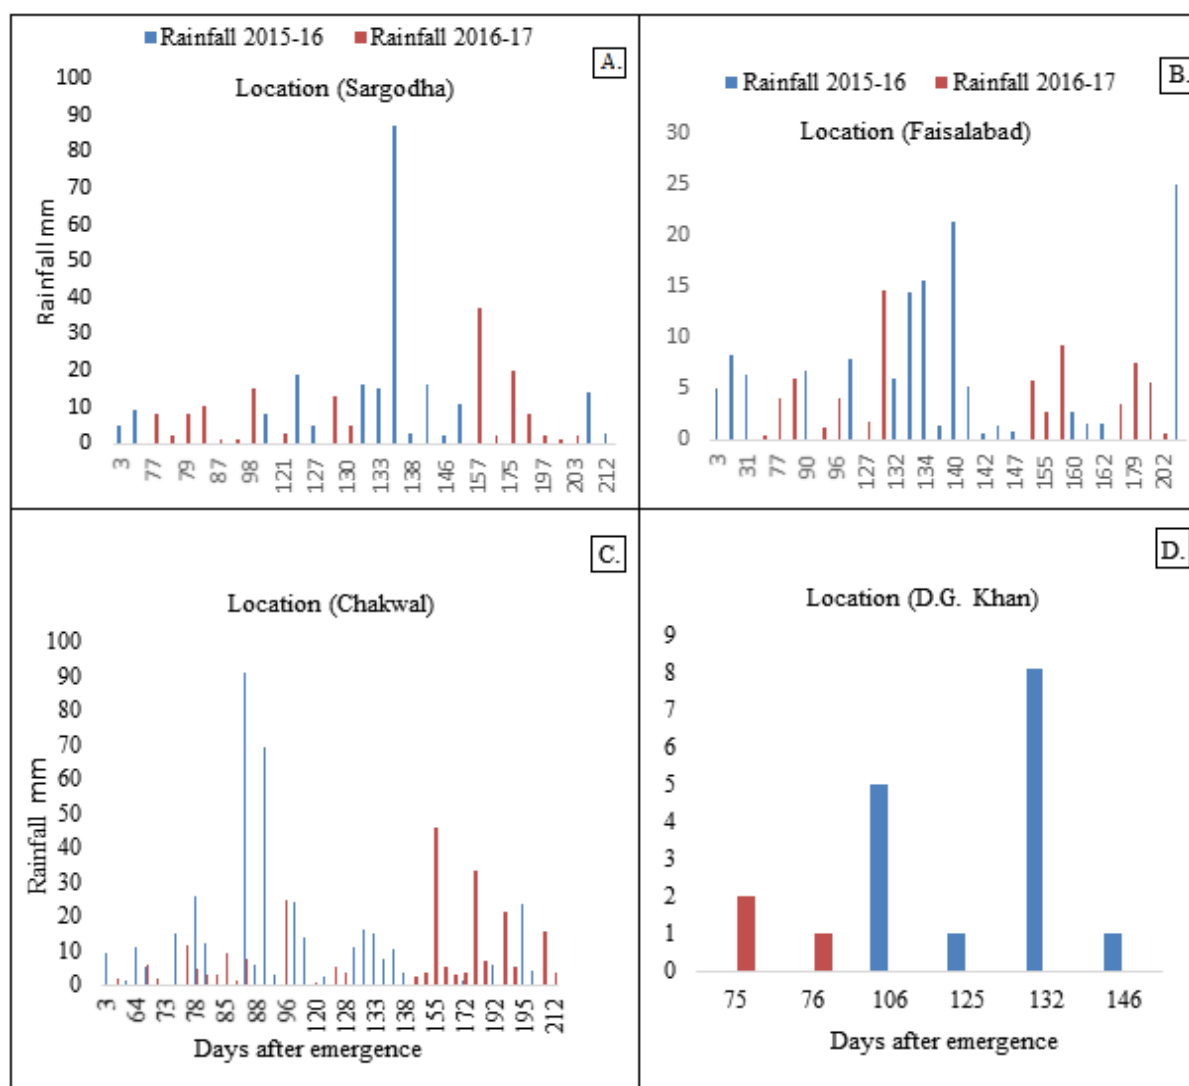 Rainfall 2015-16 Rainfall 2016-17
A.
Location (Sargodha)
100
90
80
70
60
50
40
30
20
10
0
Rainfall mm
3 77 79 87 98 121 127 130 133 138 146 157 175 197 203 212
B.
Rainfall 2015-16 Rainfall 2016-17
Location (Faisalabad)
30
25
20
15
10
5
0
3 31 77 90 96 127 132 134 140 142 147 155 160 162 179 202
C.
Location (Chakwal)
100
90
80
70
60
50
40
30
20
10
0
Rainfall mm
3 64 73 78 85 88 96 120 128 133 138 155 172 192 195 212
Days after emergence
D.
Location (D.G. Khan)
9
8
7
6
5
4
3
2
1
0
75 76 106 125 132 146
Days after emergence